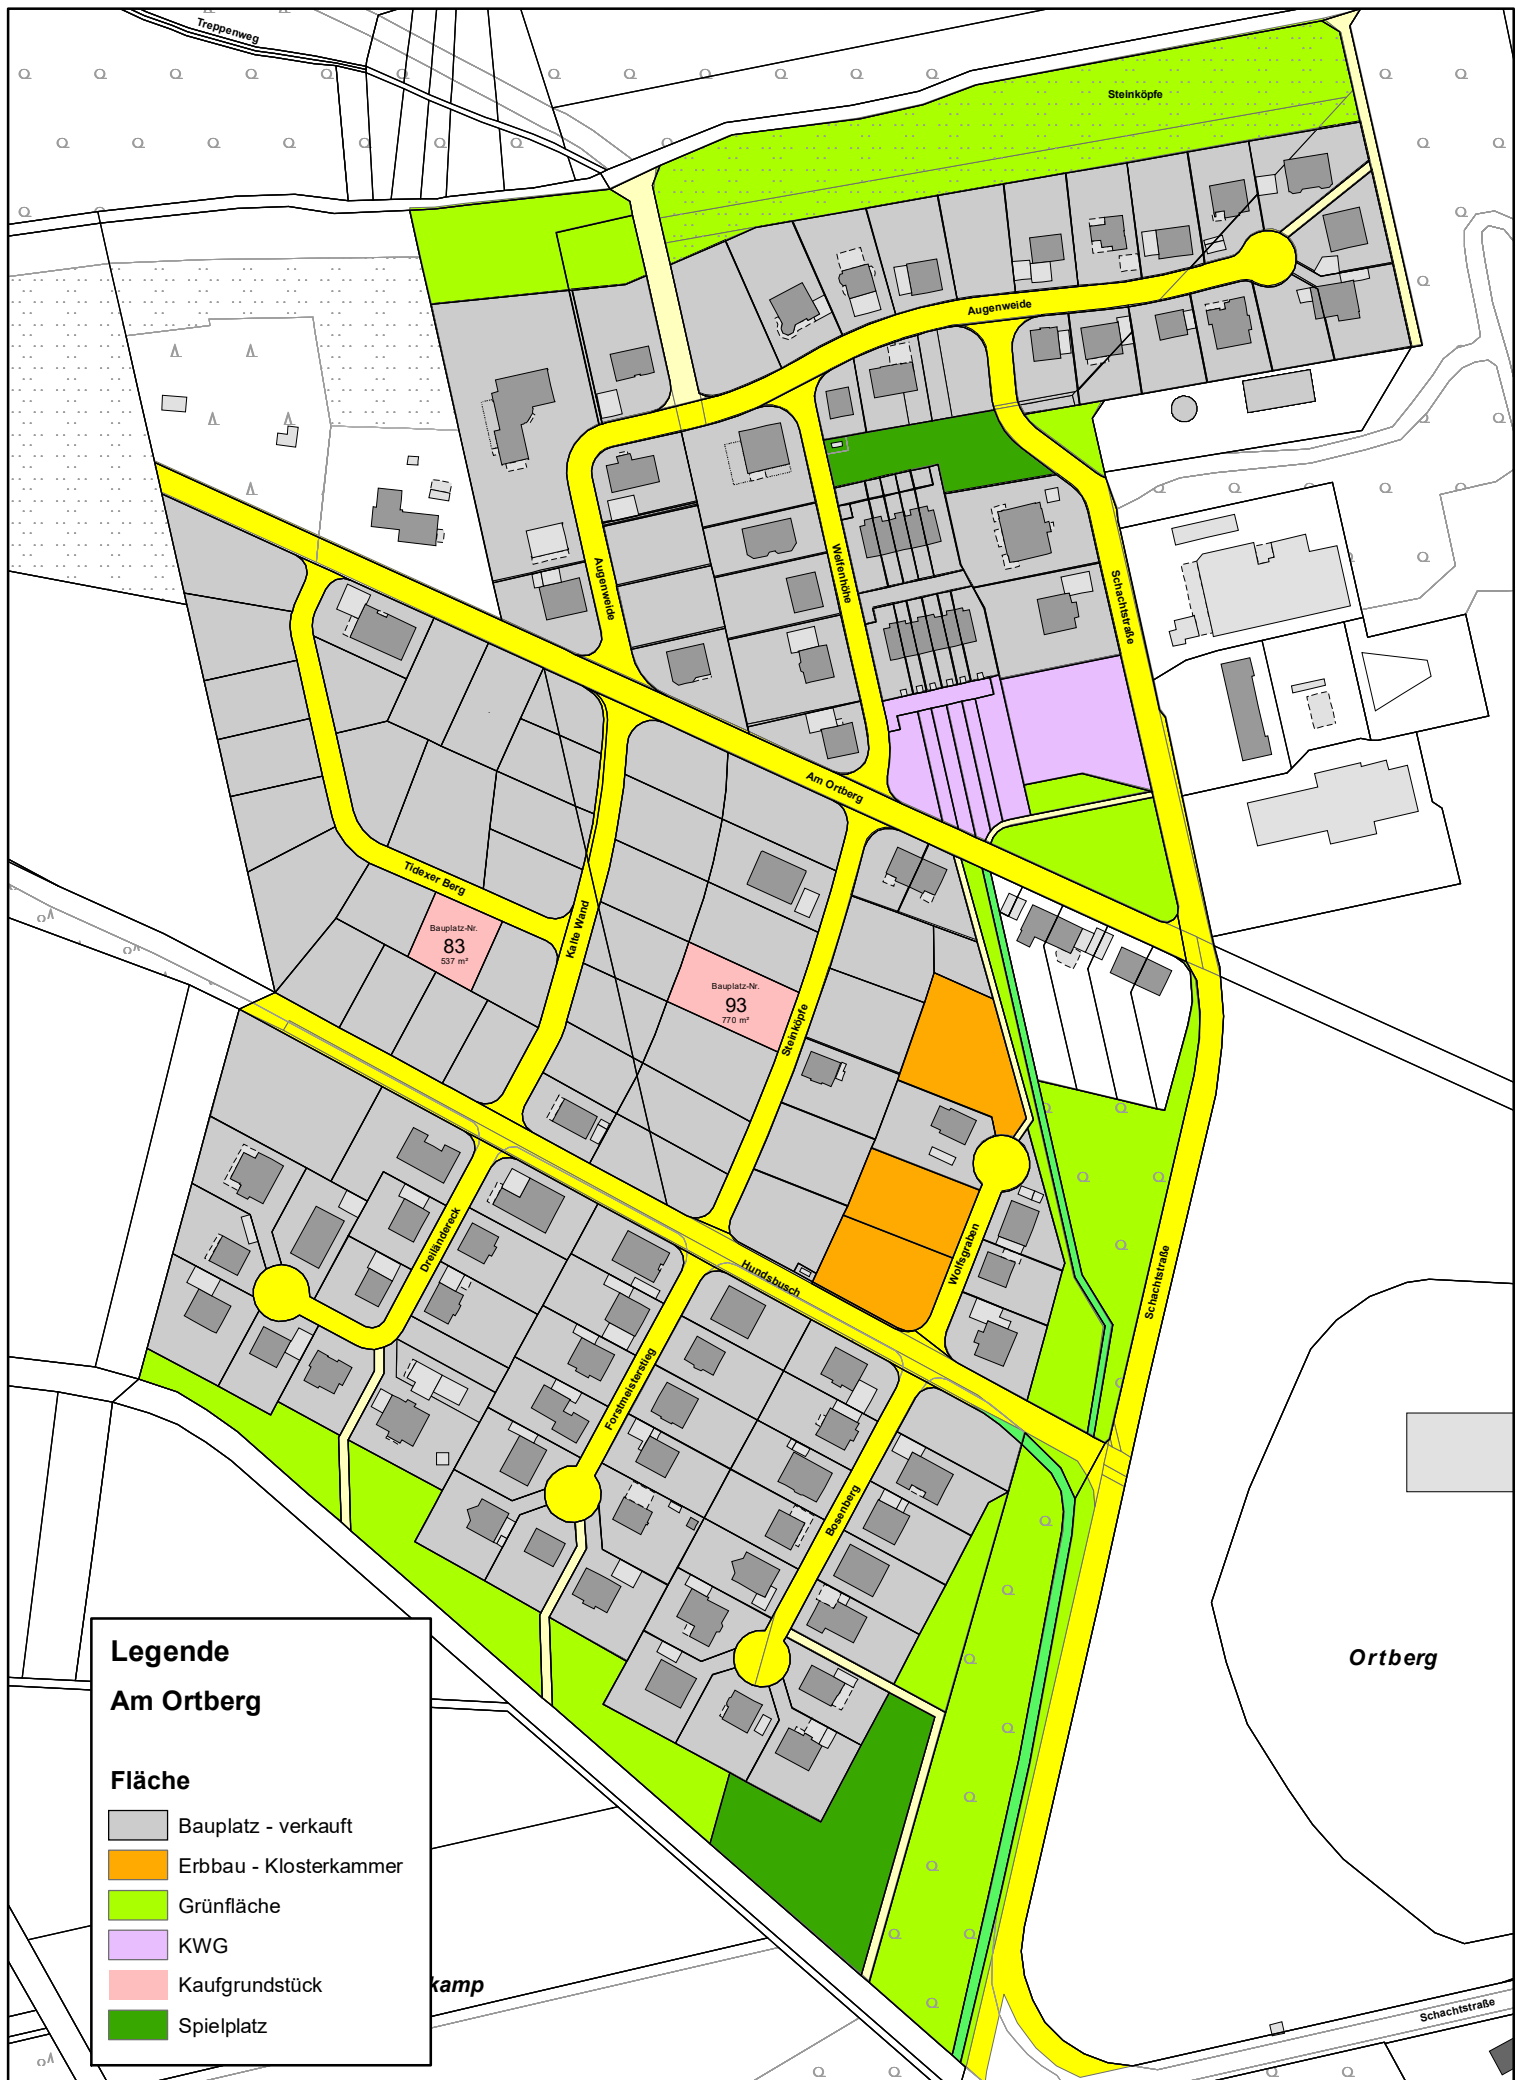 Treppenweg
Steinköpfe
Augenweide
Augenweide
Welfenhöhe
Schachtstraße
Am Ortberg
Tidexer Berg
Kalte Wand
Bauplatz-Nr.
83
537 m²
Bauplatz-Nr.
93
770 m²
Steinköpfe
Wolfsgraben
Hundsbusch
Dreiländereck
Forstmeisterstieg
Bosenberg
Schachtstraße
Ortberg
Legende
Am Ortberg
Fläche
Bauplatz - verkauft
Erbbau - Klosterkammer
Grünfläche
KWG
Kaufgrundstück
Spielplatz
kamp
Schachtstraße